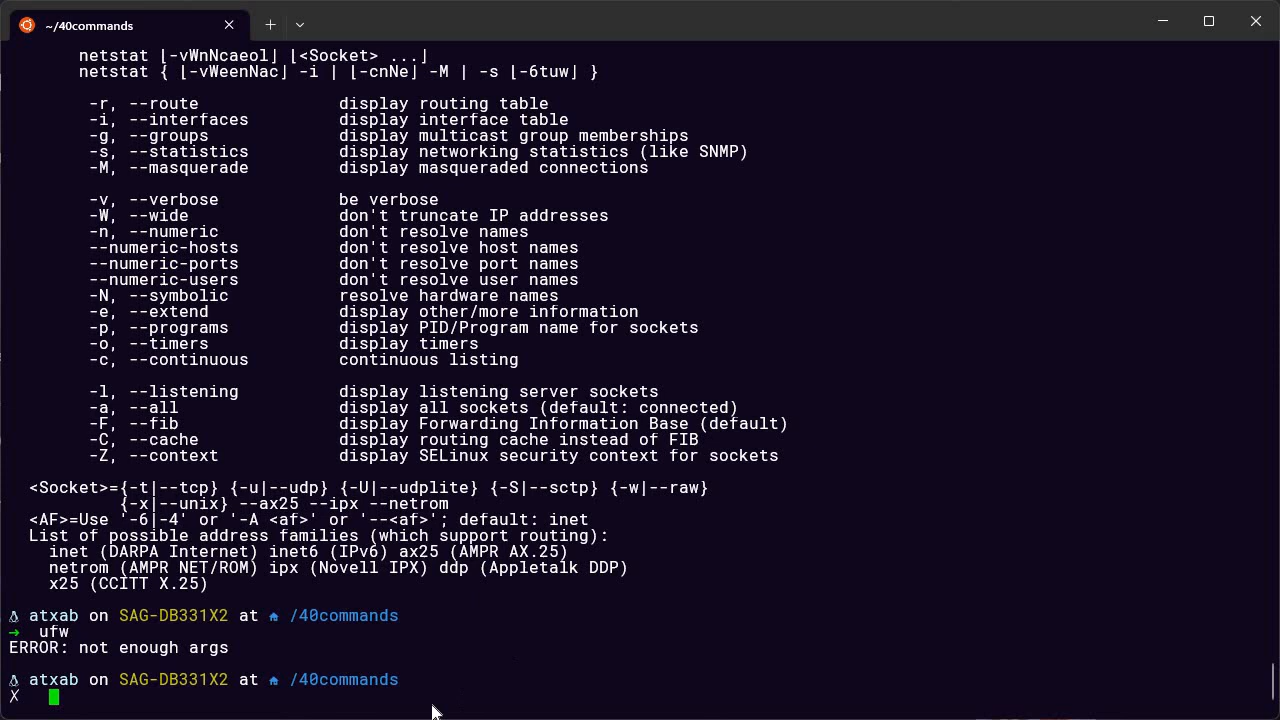 ~/40commands
netstat [-vWnNcaeol] [<Socket> ...]
netstat { [-vWeenNac] -i | [-cnNe] -M | -s [-6tuw] }
-r, --route display routing table
-i, --interfaces display interface table
-g, --groups display multicast group memberships
-s, --statistics display networking statistics (like SNMP)
-M, --masquerade display masqueraded connections
-v, --verbose be verbose
-W, --wide don't truncate IP addresses
-n, --numeric don't resolve names
--numeric-hosts don't resolve host names
--numeric-ports don't resolve port names
--numeric-users don't resolve user names
-N, --symbolic resolve hardware names
-e, --extend display other/more information
-p, --programs display PID/Program name for sockets
-o, --timers display timers
-c, --continuous continuous listing
-l, --listening display listening server sockets
-a, --all display all sockets (default: connected)
-F, --fib display Forwarding Information Base (default)
-C, --cache display routing cache instead of FIB
-Z, --context display SELinux security context for sockets
<Socket>={-t|--tcp} {-u|--udp} {-U|--udplite} {-S|--sctp} {-w|--raw}
{-x|--unix} --ax25 --ipx --netrom
<AF>=Use '-6|-4' or '-A <af>' or '--<af>'; default: inet
List of possible address families (which support routing):
inet (DARPA Internet) inet6 (IPv6) ax25 (AMPR AX.25)
netrom (AMPR NET/ROM) ipx (Novell IPX) ddp (Appletalk DDP)
x25 (CCITT X.25)
atxab on SAG-DB331X2 at /40commands
→ ufw
ERROR: not enough args
atxab on SAG-DB331X2 at /40commands
X